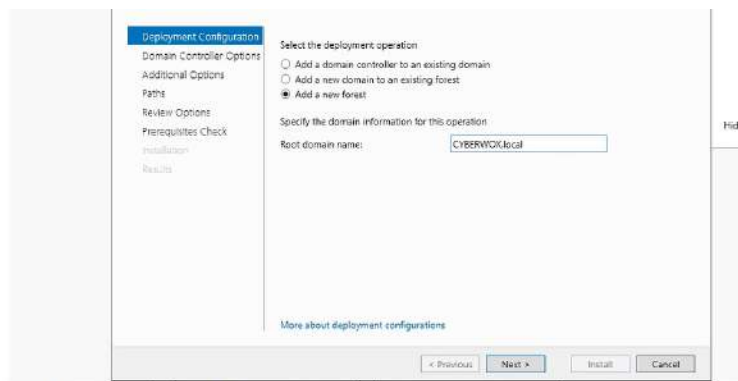 Deployment Configuration
Domain Controller Options
Additional Options
Paths
Review Options
Prerequisites Check
Installation
Results
Select the deployment operation
Add a domain controller to an existing domain
Add a new domain to an existing forest
Add a new forest
Specify the domain information for this operation
Root domain name: CYBERWOX.local
More about deployment configurations
< Previous Next > Install Cancel
Hid